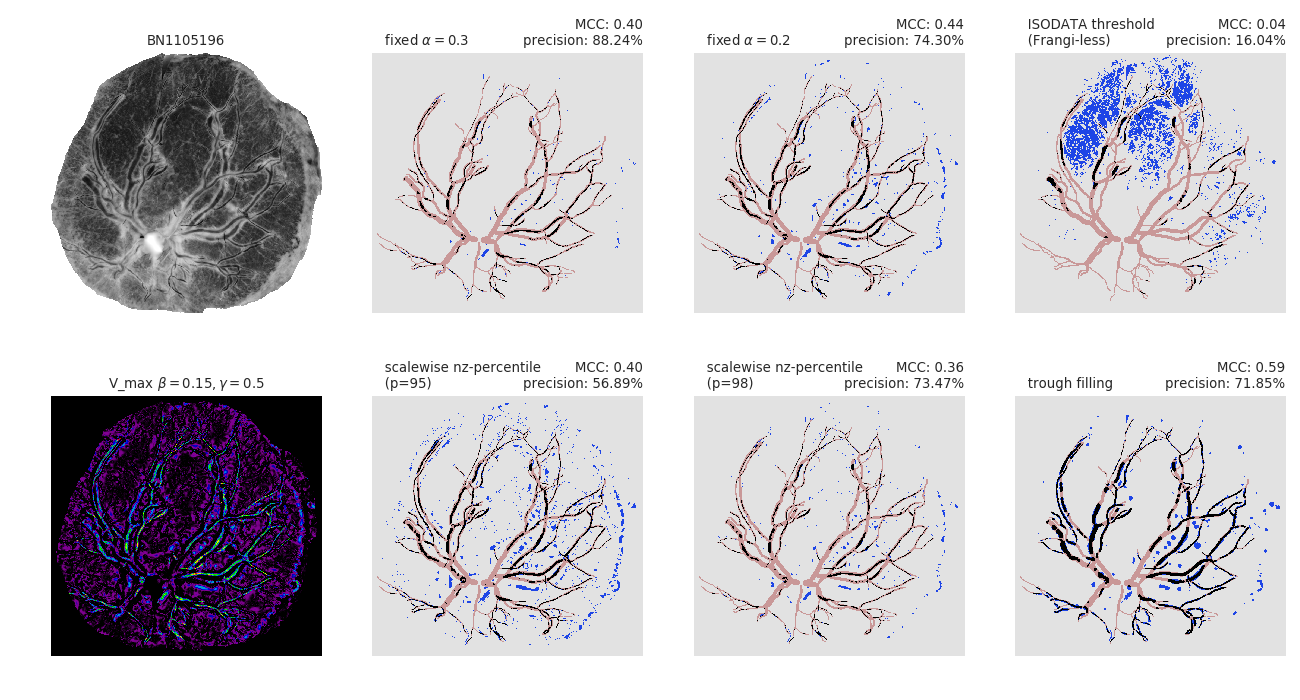 BN1105196
fixed α = 0.3
MCC: 0.40
precision: 88.24%
fixed α = 0.2
MCC: 0.44
precision: 74.30%
ISODATA threshold
(Frangi-less)
MCC: 0.04
precision: 16.04%
V_max β = 0.15, γ = 0.5
scalewise nz-percentile
(p=95)
MCC: 0.40
precision: 56.89%
scalewise nz-percentile
(p=98)
MCC: 0.36
precision: 73.47%
trough filling
MCC: 0.59
precision: 71.85%